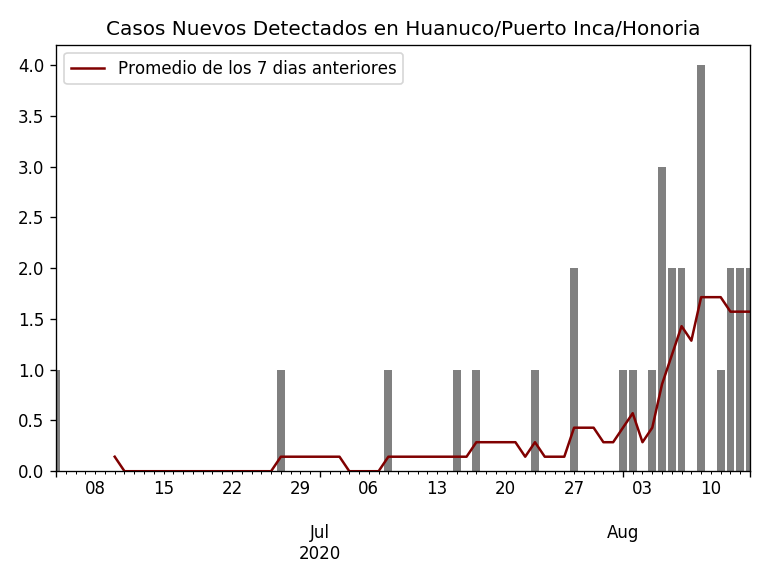 Casos Nuevos Detectados en Huanuco/Puerto Inca/Honoria
Promedio de los 7 dias anteriores
4.0
3.5
3.0
2.5
2.0
1.5
1.0
0.5
0.0
08 15 22 29 06 13 20 27 03 10
Jul Aug
2020